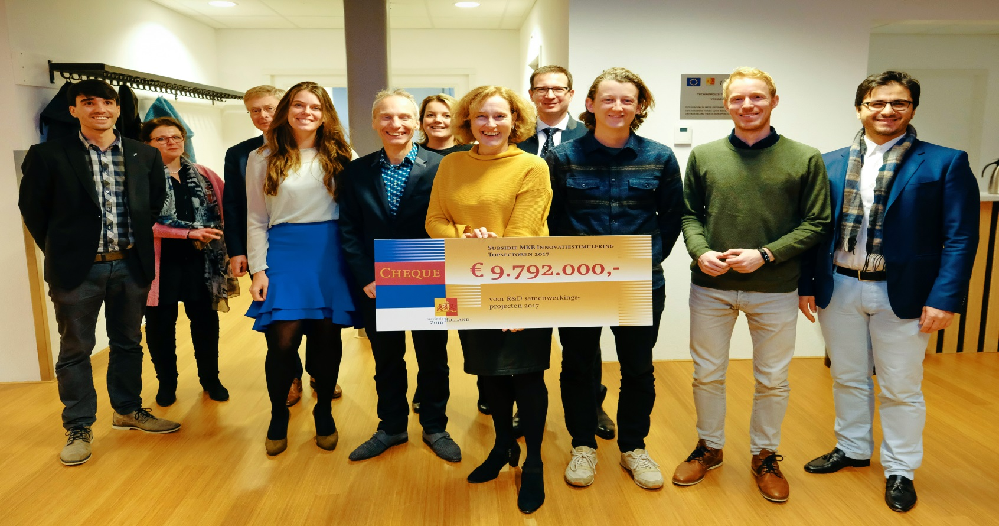 SUBSIDIE MKB INNOVATIESTIMULERING
TOPSECTOREN 2017
CHEQUE
€ 9.792.000,-
voor R&D samenwerkings-
projecten 2017
provincie
ZUID HOLLAND
TECHNOPOLIS